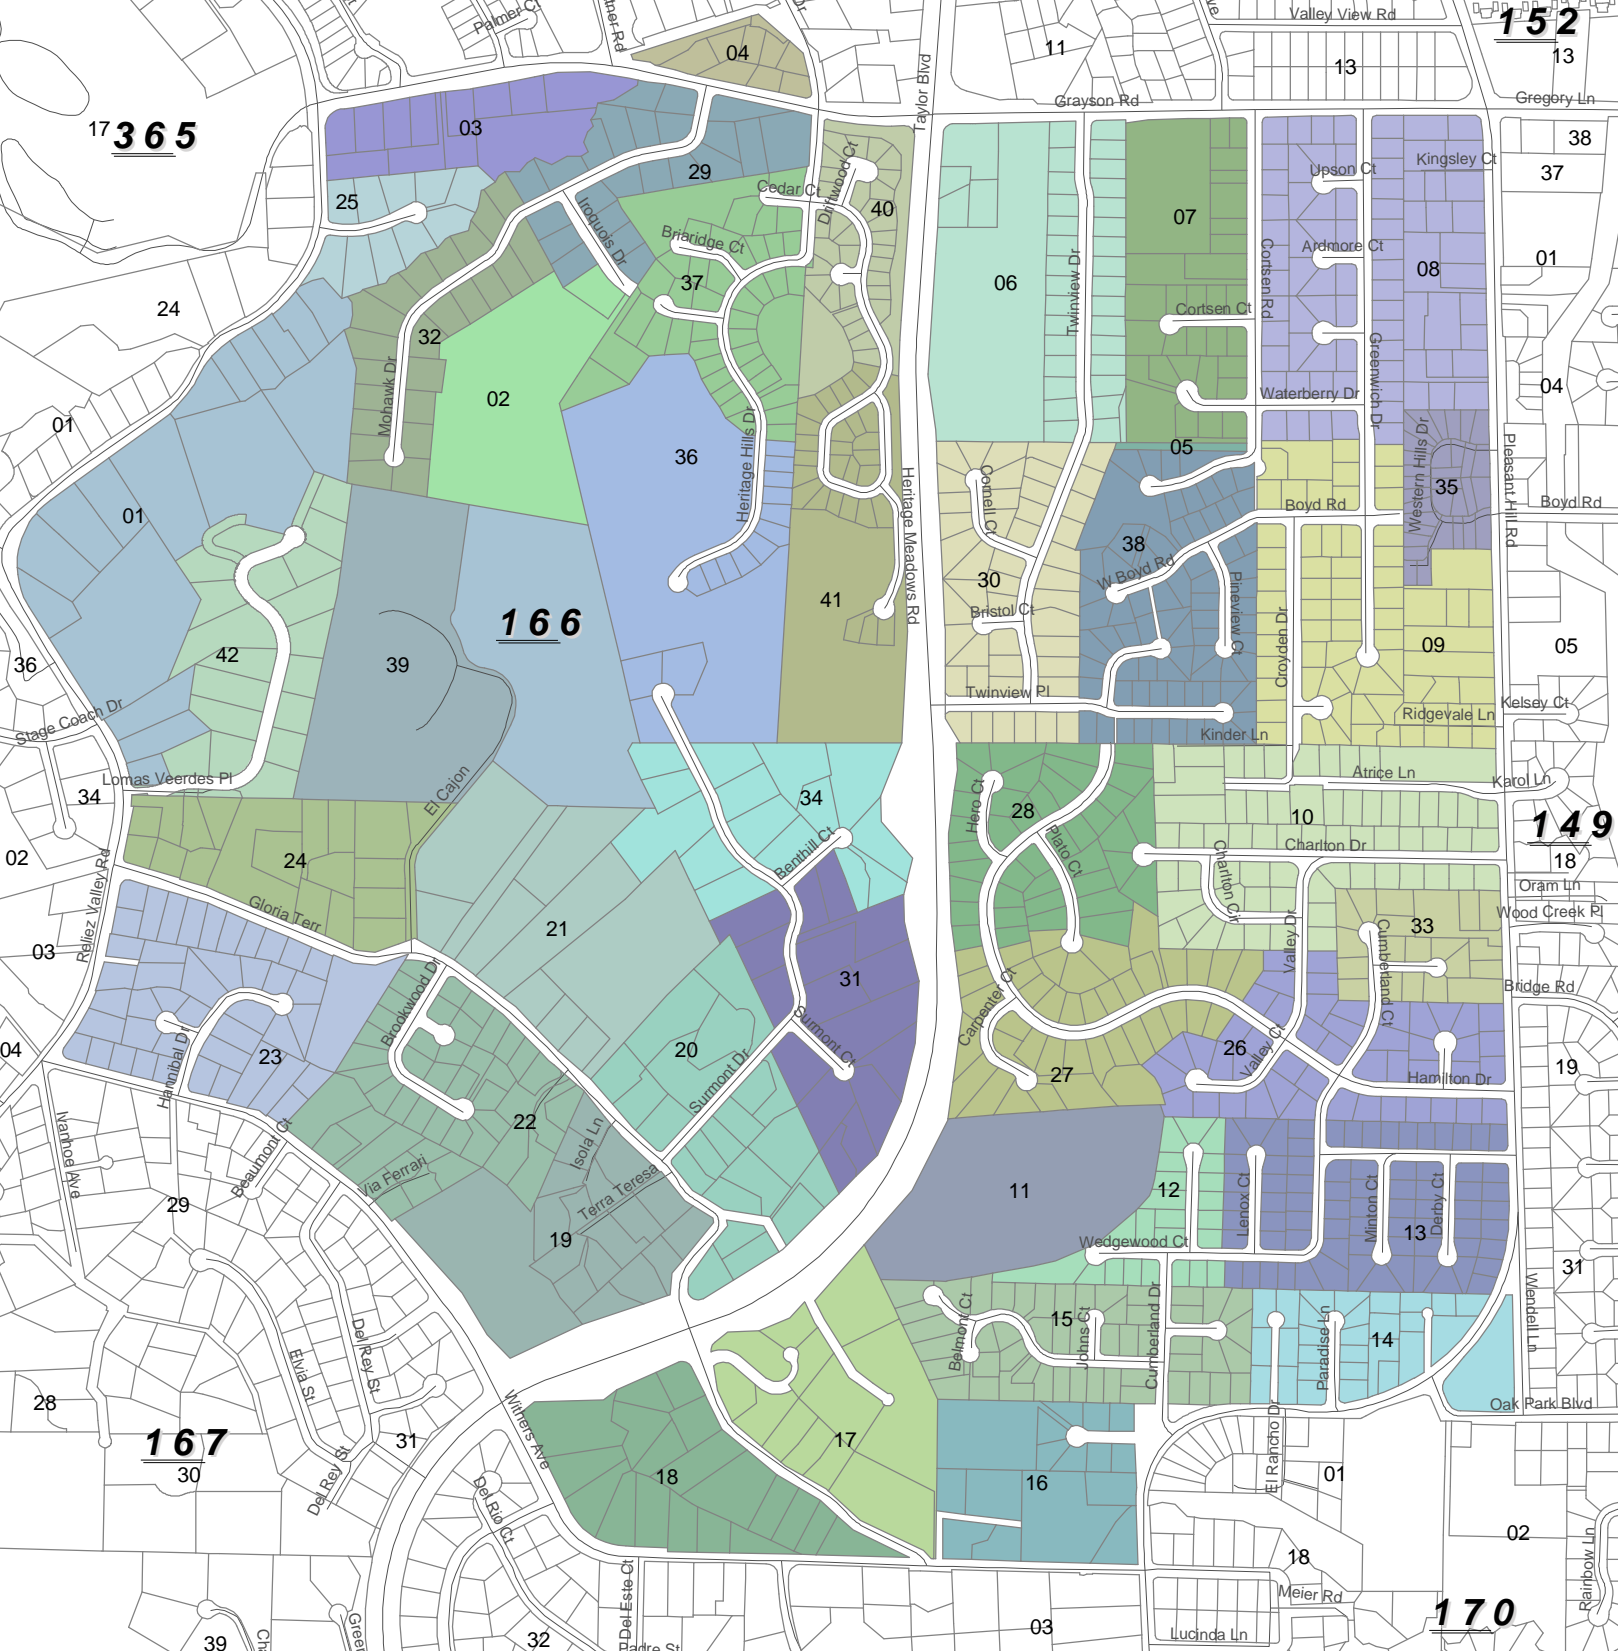 Palmer Ct
Valley View Rd
152
04
11
13
13
Taylor Blvd
Grayson Rd
Gregory Ln
17
365
03
38
Kingsley Ct
37
Upson Ct
29
25
Cedar Ct
Driftwood Ct
40
07
Iroquois Dr
Briaridge Ct
Cortsen Rd
Ardmore Ct
01
08
37
06
Twinview Dr
24
Cortsen Ct
32
Mohawk Dr
Greenwich Dr
04
02
Waterberry Dr
01
Heritage Hills Dr
36
05
Western Hills Dr
Pleasant Hill Rd
35
01
Cornell Ct
Heritage Meadows Rd
Boyd Rd
Boyd Rd
38
W Boyd Rd
30
41
Bristol Ct
Pineview Ct
166
Croyden Dr
09
05
36
42
39
Twinview Pl
Stage Coach Dr
Kelsey Ct
Ridgevale Ln
Kinder Ln
Lomas Veerdes Pl
34
El Cajon
34
Hero Ct
28
Atrice Ln
Karol Ln
10
149
Plato Ct
Benthill Ct
Charlton Dr
02
24
18
Charlton Cir
Oram Ln
Reliez Valley Rd
Gloria Terr
21
33
Wood Creek Pl
Valley Dr
Cumberland Ct
03
Brookwood Dr
31
Bridge Rd
Carpenter Ct
Surmont Ct
04
23
Hannibal Dr
20
Surmont Dr
26
Valley Ct
27
Hamilton Dr
19
22
Ivanhoe Ave
Beaumont Ct
Isola Ln
Via Ferrari
Terra Teresa
11
12
29
Lenox Ct
Minton Ct
Derby Ct
13
19
Wedgewood Ct
31
Wendell Ln
Belmont Ct
15
Johns Ct
Cumberland Dr
Paradise Ln
14
Elvia St
Del Rey St
28
Withers Ave
Oak Park Blvd
167
31
17
El Rancho Dr
30
18
16
01
Del Rey St
Del Rio Ct
02
18
Rainbow Ln
Meier Rd
Del Este Ct
170
39
32
03
Lucinda Ln
Padre St